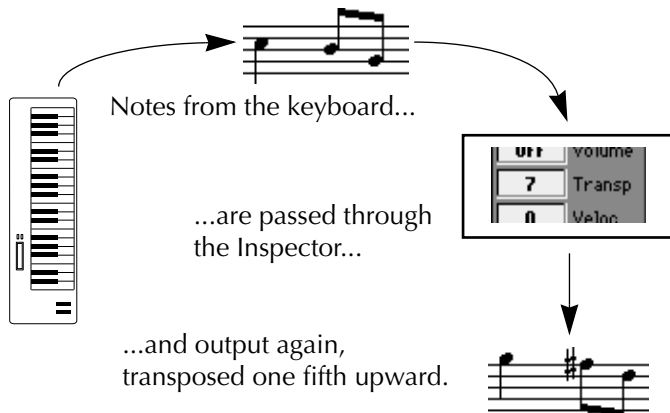 Notes from the keyboard...
OFF Volume
7 Transp
...are passed through
the Inspector...
0 Veloc
...and output again,
transposed one fifth upward.